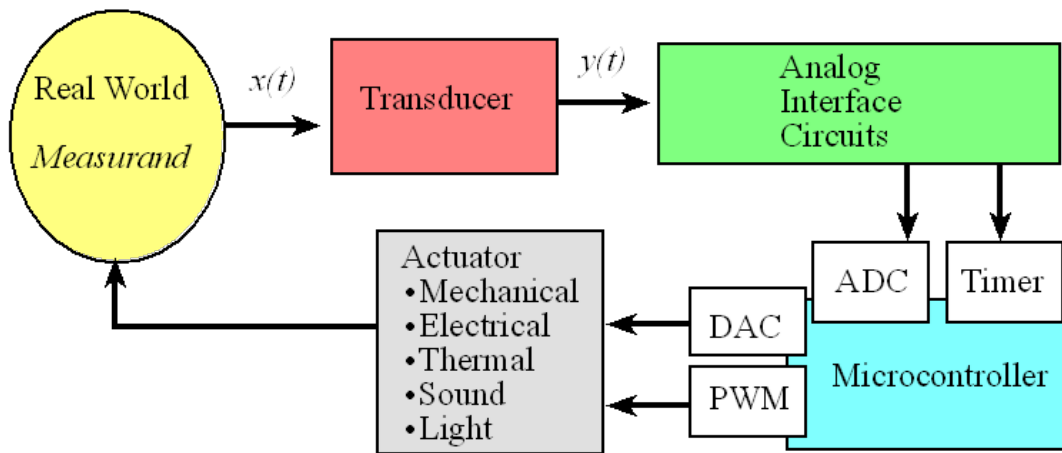 Real World
Measurand
x(t)
Transducer
y(t)
Analog
Interface
Circuits
ADC
Timer
Microcontroller
DAC
PWM
Actuator
•Mechanical
•Electrical
•Thermal
•Sound
•Light